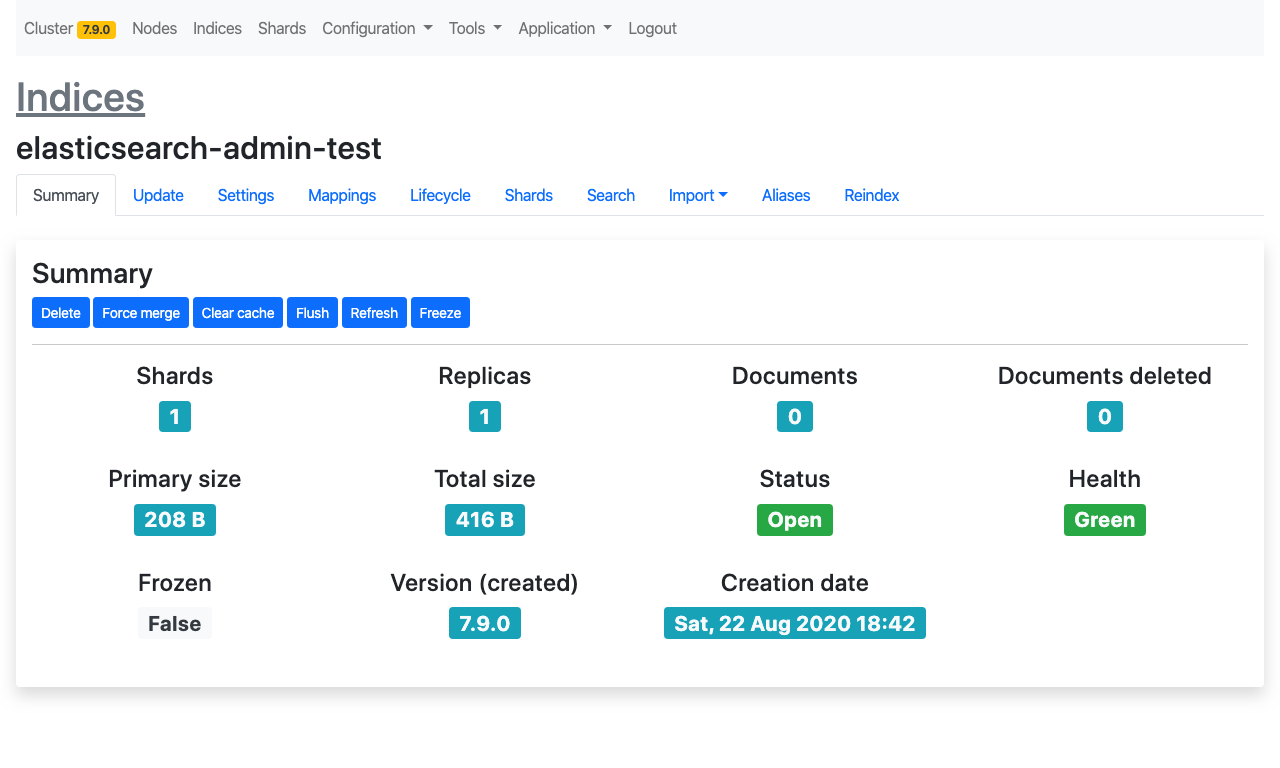 Cluster 7.9.0 Nodes Indices Shards Configuration Tools Application Logout
Indices
elasticsearch-admin-test
Summary Update Settings Mappings Lifecycle Shards Search Import Aliases Reindex
Summary
Delete Force merge Clear cache Flush Refresh Freeze
Shards Replicas Documents Documents deleted
1 1 0 0
Primary size Total size Status Health
208 B 416 B Open Green
Frozen Version (created) Creation date
False 7.9.0 Sat, 22 Aug 2020 18:42